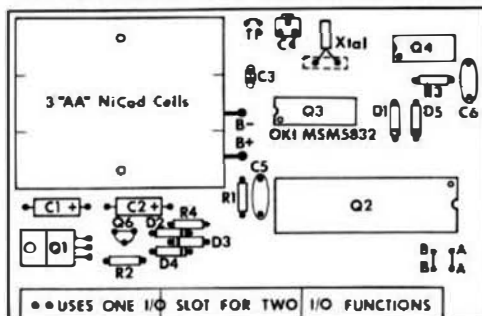 TP
C4
Xtal
Q4
C3
3 "AA" NiCad Cells
R3
C6
Q3
B-
D1
D5
OKI MSM5832
B+
C5
R1
C1 +
C2 +
R4
Q2
Q6
D2
Q1
D3
D4
R2
B A
B A
USES ONE I/O SLOT FOR TWO I/O FUNCTIONS